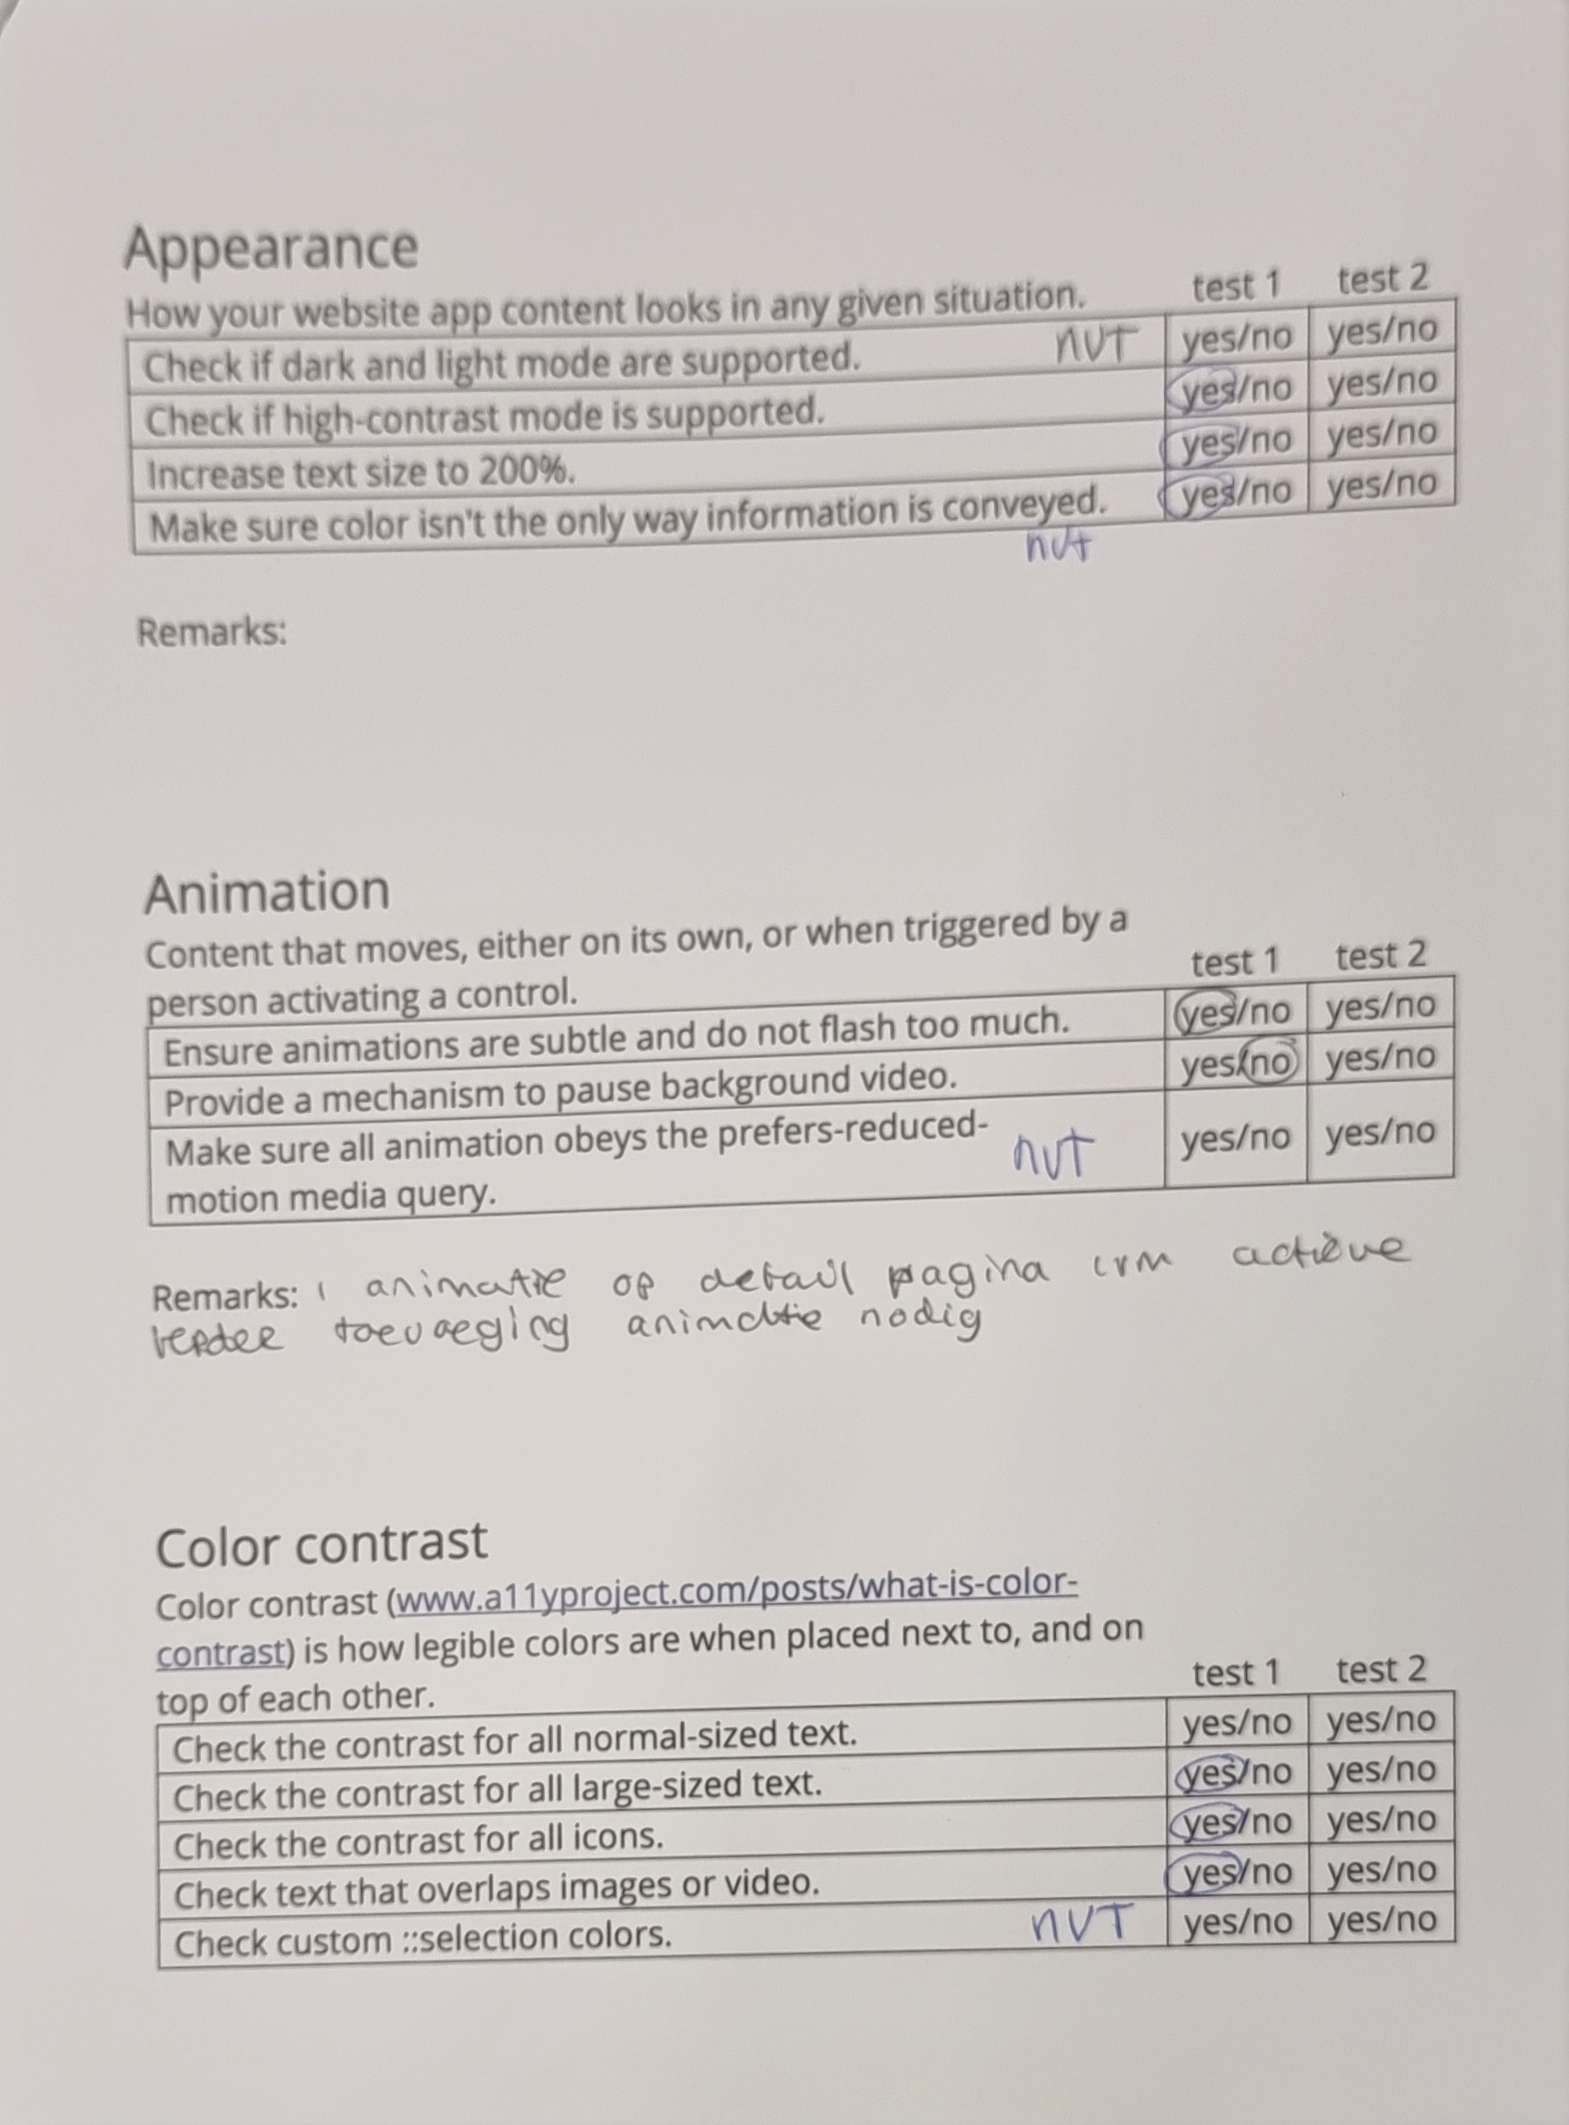 Appearance
How your website app content looks in any given situation. test 1 test 2
Check if dark and light mode are supported. nvt yes/no yes/no
Check if high-contrast mode is supported. yes/no yes/no
Increase text size to 200%. yes/no yes/no
Make sure color isn't the only way information is conveyed. yes/no yes/no
nvt
Remarks:
Animation
Content that moves, either on its own, or when triggered by a
person activating a control. test 1 test 2
Ensure animations are subtle and do not flash too much. yes/no yes/no
Provide a mechanism to pause background video. yes/no yes/no
Make sure all animation obeys the prefers-reduced-
motion media query. nvt yes/no yes/no
Remarks: 1 animatie op detail pagina
animatie nodig
Color contrast
Color contrast (www.a11yproject.com/posts/what-is-color-
contrast) is how legible colors are when placed next to, and on
top of each other. test 1 test 2
Check the contrast for all normal-sized text. yes/no yes/no
Check the contrast for all large-sized text. yes/no yes/no
Check the contrast for all icons. yes/no yes/no
Check text that overlaps images or video. yes/no yes/no
Check custom ::selection colors. NVT yes/no yes/no